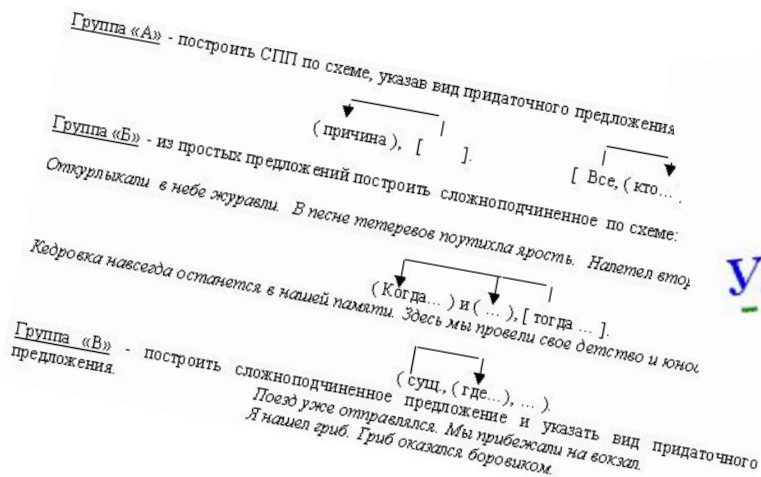 Группа «А» - построить СПП по схеме, указав вид придаточного предложения
( причина ), [ ].
[ Все, ( кто...
Группа «Б» - из простых предложений построить сложноподчиненное по схеме:
Откурлыкали в небе журавли. В песне тетеревов поутихла ярость. Налетел
( Когда... ) и ( ... ), [ тогда ... ].
Кедровка навсегда останется в нашей памяти. Здесь мы провели свое детство и
( сущ., ( где...), ... ).
Группа «В» - построить сложноподчиненное предложение и указать вид придаточного
предложения.
Поезд уже отправлялся. Мы прибежали на вокзал.
Я нашел гриб. Гриб оказался боровиком.
У